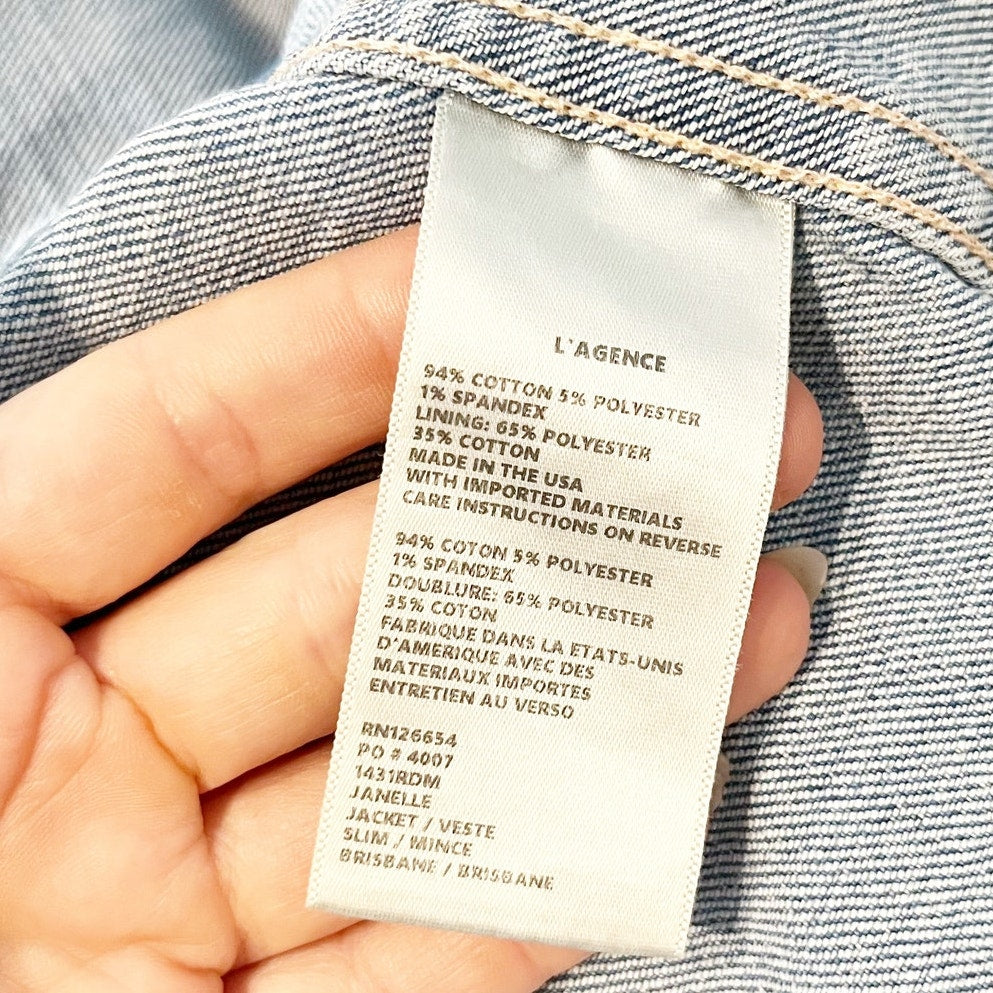 L'AGENCE
94% COTTON 5% POLYESTER
1% SPANDEX
LINING: 65% POLYESTER
35% COTTON
MADE IN THE USA
WITH IMPORTED MATERIALS
CARE INSTRUCTIONS ON REVERSE
94% COTON 5% POLYESTER
1% SPANDEX
DOUBLURE: 65% POLYESTER
35% COTON
FABRIQUE DANS LA ETATS-UNIS
D'AMERIQUE AVEC DES
MATERIAUX IMPORTES
ENTRETIEN AU VERSO
RN126654
PO # 4007
1431RDM
JANELLE
JACKET / VESTE
SLIM / MINCE
BRISBANE / BRISBANE